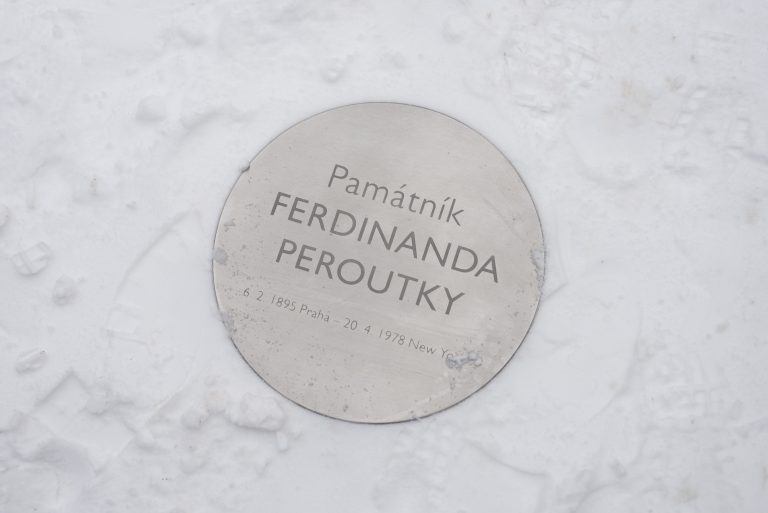 Památník
FERDINANDA
PEROUTKY
6 2 1895 Praha – 20 4 1978 New